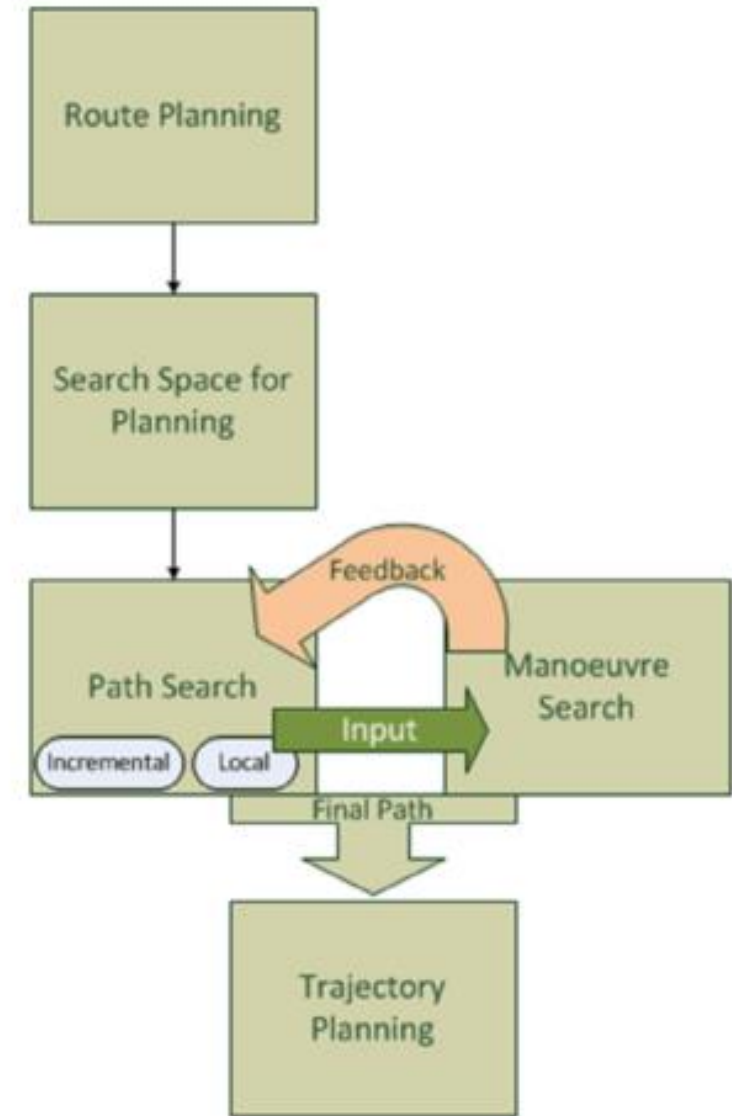 Route Planning
Search Space for
Planning
Feedback
Path Search
Manoeuvre
Search
Input
Incremental
Local
Final Path
Trajectory
Planning